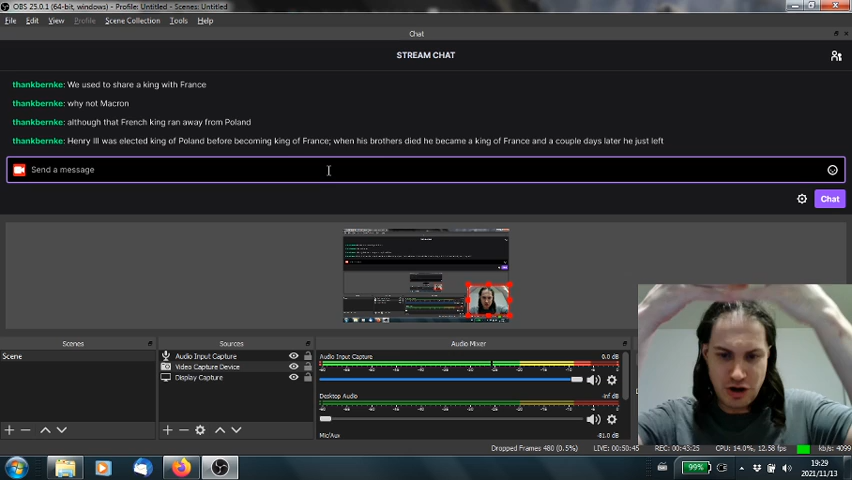 OBS 25.0.1 (64-bit, windows) - Profile: Untitled - Scenes: Untitled
File Edit View Profile Scene Collection Tools Help
Chat
STREAM CHAT
thankbernke: We used to share a king with France
thankbernke: why not Macron
thankbernke: although that French king ran away from Poland
thankbernke: Henry III was elected king of Poland before becoming king of France; when his brothers died he became a king of France and a couple days later he just left
Send a message
Chat
Scenes Sources Audio Mixer
Scene
Audio Input Capture
Video Capture Device
Display Capture
Audio Input Capture 0.0 dB
Desktop Audio -inf dB
Mic/Aux -81.0 dB
Dropped Frames 480 (0.5%) LIVE: 00:50:45 REC: 00:43:25 CPU: 14.0%, 12.58 fps kb/s: 4099
99% 19:29
2021/11/13